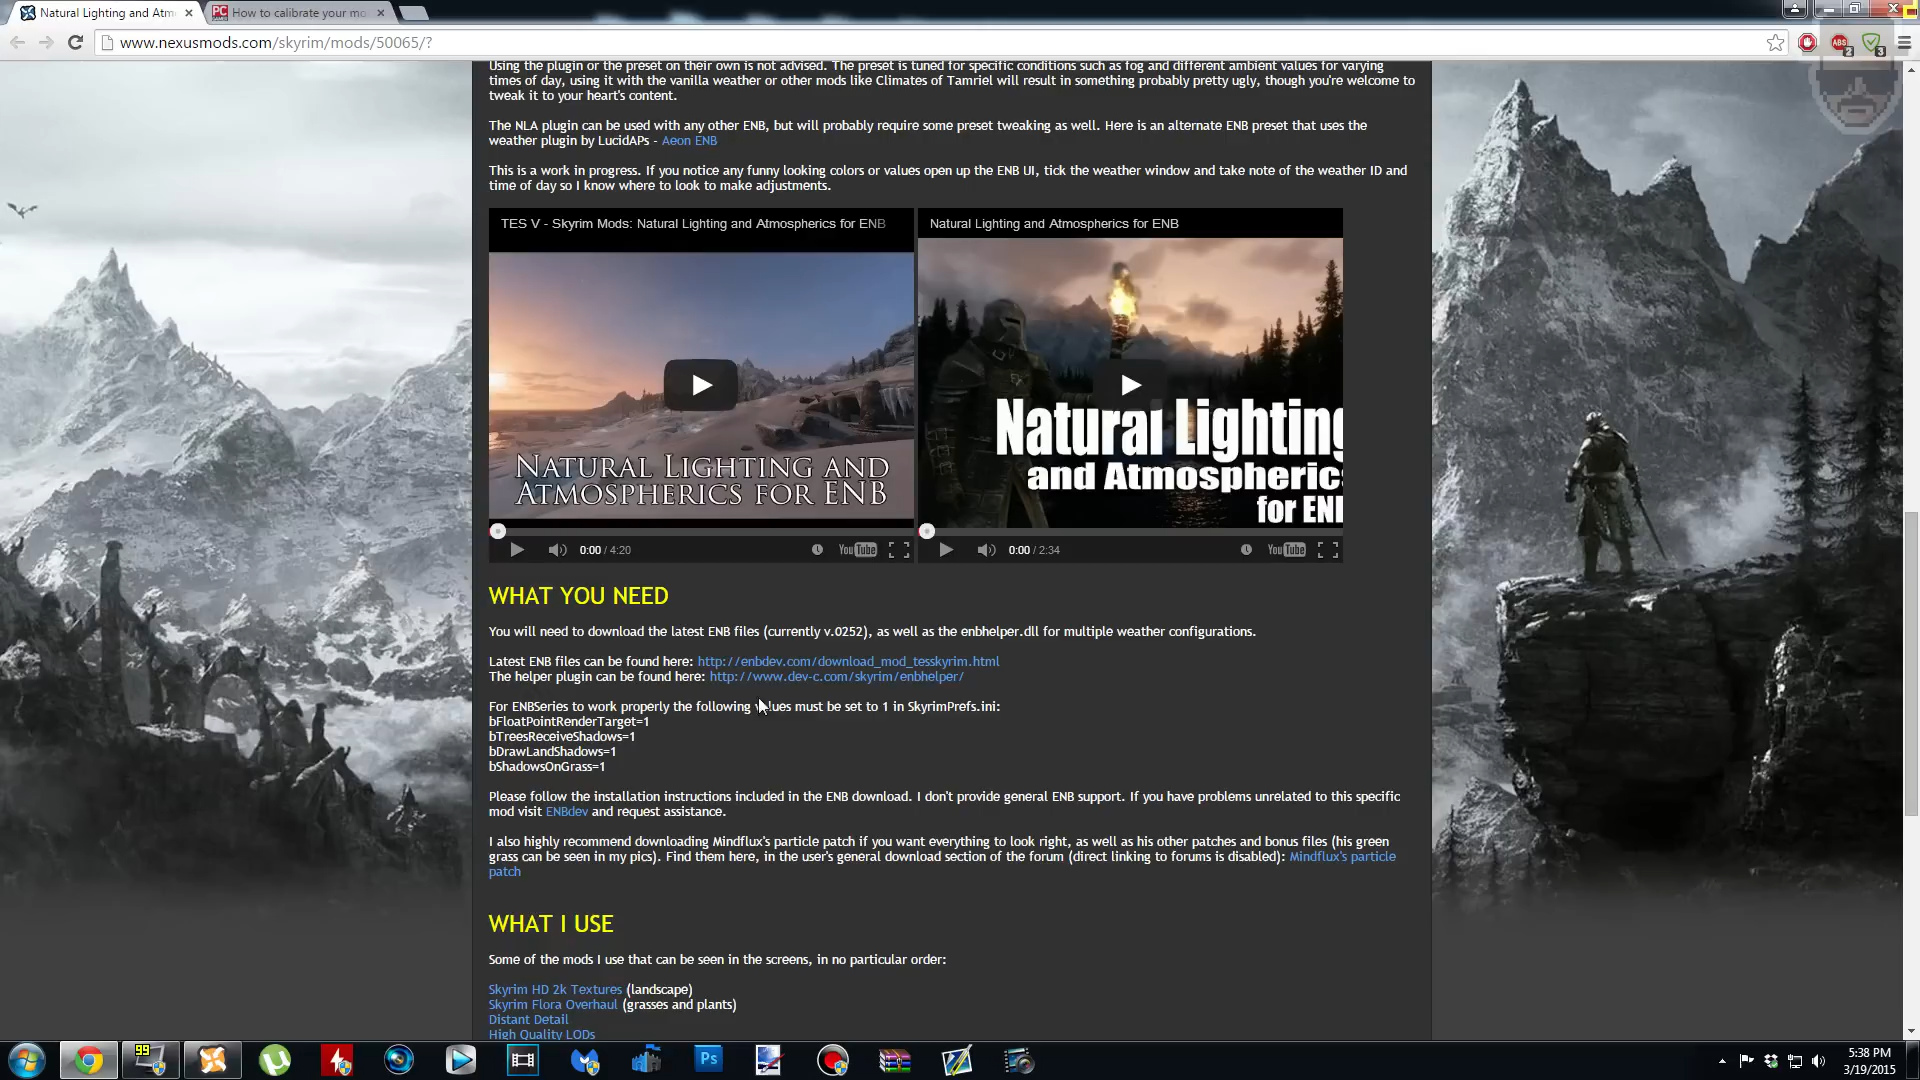 Natural Lighting and Atm
How to calibrate your mo
www.nexusmods.com/skyrim/mods/50065/?
ABS
2
3
Using the plugin or the preset on their own is not advised. The preset is tuned for specific conditions such as fog and different ambient values for varying
times of day, using it with the vanilla weather or other mods like Climates of Tamriel will result in something probably pretty ugly, though you're welcome to
tweak it to your heart's content.
The NLA plugin can be used with any other ENB, but will probably require some preset tweaking as well. Here is an alternate ENB preset that uses the
weather plugin by LucidAPs - Aeon ENB
This is a work in progress. If you notice any funny looking colors or values open up the ENB UI, tick the weather window and take note of the weather ID and
time of day so I know where to look to make adjustments.
TES V - Skyrim Mods: Natural Lighting and Atmospherics for ENB
Natural Lighting and Atmospherics for ENB
NATURAL LIGHTING AND
ATMOSPHERICS FOR ENB
Natural Lighting
and Atmospherics
for ENB
0:00 / 4:20
YouTube
0:00 / 2:34
YouTube
WHAT YOU NEED
You will need to download the latest ENB files (currently v.0252), as well as the enbhelper.dll for multiple weather configurations.
Latest ENB files can be found here: http://enbdev.com/download_mod_tesskyrim.html
The helper plugin can be found here: http://www.dev-c.com/skyrim/enbhelper/
For ENBSeries to work properly the following values must be set to 1 in SkyrimPrefs.ini:
bFloatPointRenderTarget=1
bTreesReceiveShadows=1
bDrawLandShadows=1
bShadowsOnGrass=1
Please follow the installation instructions included in the ENB download. I don't provide general ENB support. If you have problems unrelated to this specific
mod visit ENBdev and request assistance.
I also highly recommend downloading Mindflux's particle patch if you want everything to look right, as well as his other patches and bonus files (his green
grass can be seen in my pics). Find them here, in the user's general download section of the forum (direct linking to forums is disabled): Mindflux's particle
patch
WHAT I USE
Some of the mods I use that can be seen in the screens, in no particular order:
Skyrim HD 2k Textures (landscape)
Skyrim Flora Overhaul (grasses and plants)
Distant Detail
High Quality LODs
99
Ps
5:38 PM
3/19/2015